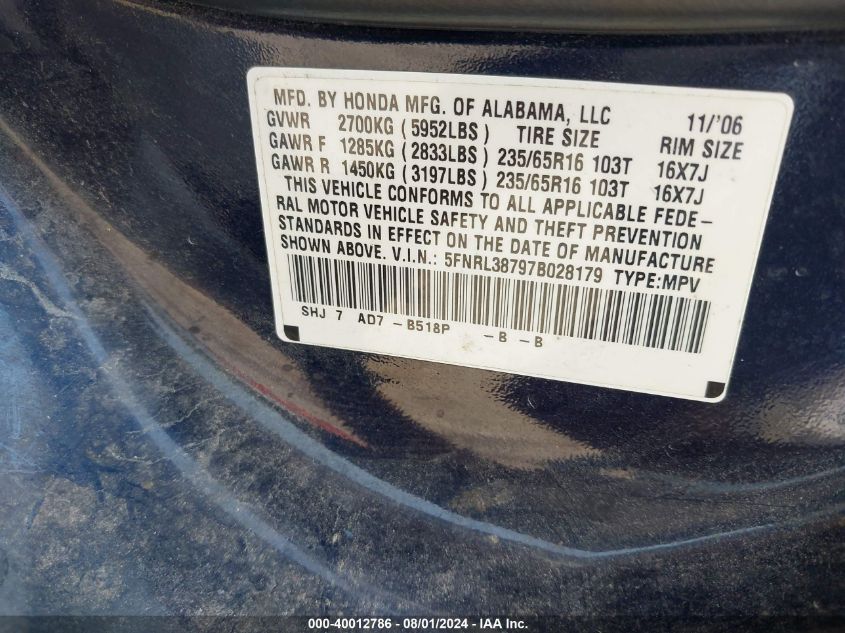 MFD. BY HONDA MFG. OF ALABAMA, LLC 11/'06
GVWR 2700KG (5952LBS) TIRE SIZE RIM SIZE
GAWR F 1285KG (2833LBS) 235/65R16 103T 16X7J
GAWR R 1450KG (3197LBS) 235/65R16 103T 16X7J
THIS VEHICLE CONFORMS TO ALL APPLICABLE FEDE-
RAL MOTOR VEHICLE SAFETY AND THEFT PREVENTION
STANDARDS IN EFFECT ON THE DATE OF MANUFACTURE
SHOWN ABOVE. V.I.N.: 5FNRL38797B028179 TYPE:MPV
SHJ 7 AD7 -B518P -B -B
000-40012786 - 08/01/2024 - IAA Inc.